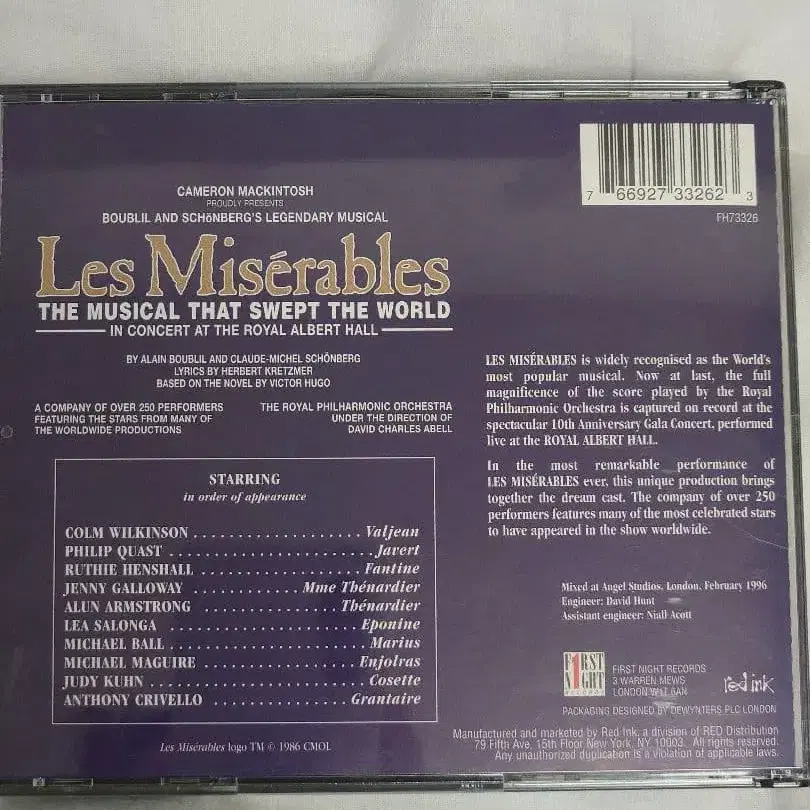 CAMERON MACKINTOSH
PROUDLY PRESENTS
BOUBLIL AND SCHöNBERG'S LEGENDARY MUSICAL
Les Misérables
THE MUSICAL THAT SWEPT THE WORLD
IN CONCERT AT THE ROYAL ALBERT HALL
BY ALAIN BOUBLIL AND CLAUDE-MICHEL SCHÖNBERG
LYRICS BY HERBERT KRETZMER
BASED ON THE NOVEL BY VICTOR HUGO
A COMPANY OF OVER 250 PERFORMERS
FEATURING THE STARS FROM MANY OF
THE WORLDWIDE PRODUCTIONS
THE ROYAL PHILHARMONIC ORCHESTRA
UNDER THE DIRECTION OF
DAVID CHARLES ABELL
STARRING
in order of appearance
COLM WILKINSON . . . . . . . . . . . . . . . . . . . . Valjean
PHILIP QUAST . . . . . . . . . . . . . . . . . . . . . . . . Javert
RUTHIE HENSHALL . . . . . . . . . . . . . . . . . . . . Fantine
JENNY GALLOWAY . . . . . . . . . . . . Mme Thénardier
ALUN ARMSTRONG . . . . . . . . . . . . . . . . Thénardier
LEA SALONGA . . . . . . . . . . . . . . . . . . . . . . . Eponine
MICHAEL BALL . . . . . . . . . . . . . . . . . . . . . . . Marius
MICHAEL MAGUIRE . . . . . . . . . . . . . . . . . . Enjolras
JUDY KUHN . . . . . . . . . . . . . . . . . . . . . . . . . Cosette
ANTHONY CRIVELLO . . . . . . . . . . . . . . . Grantaire
Les Misérables logo TM © 1986 CMOL
7 66927 33262 3
FH73326
LES MISÉRABLES is widely recognised as the World's
most popular musical. Now at last, the full
magnificence of the score played by the Royal
Philharmonic Orchestra is captured on record at the
spectacular 10th Anniversary Gala Concert, performed
live at the ROYAL ALBERT HALL.
In the most remarkable performance of
LES MISÉRABLES ever, this unique production brings
together the dream cast. The company of over 250
performers features many of the most celebrated stars
to have appeared in the show worldwide.
Mixed at Angel Studios, London, February 1996
Engineer: David Hunt
Assistant engineer: Niall Acott
F1RST
NIGHT
RECORDS
FIRST NIGHT RECORDS
3 WARREN MEWS
LONDON W1T 6AN
red ink
PACKAGING DESIGNED BY DEWYNTERS PLC LONDON
Manufactured and marketed by Red Ink, a division of RED Distribution
79 Fifth Ave, 15th Floor New York, NY, 10003. All rights reserved.
Any unauthorized duplication is a violation of applicable laws.